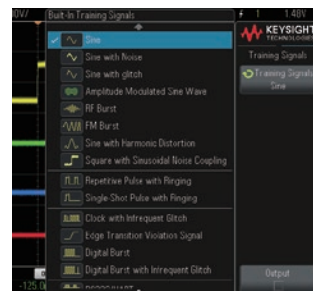 0V/ Built-In Training Signals f 1 1.48V
KEYSIGHT
TECHNOLOGIES
Training Signals
Training Signals
Sine
Sine
Sine with Noise
Sine with glitch
Amplitude Modulated Sine Wave
RF Burst
FM Burst
Sine with Harmonic Distortion
Square with Sinusoidal Noise Coupling
Repetitive Pulse with Ringing
Single-Shot Pulse with Ringing
Clock with Infrequent Glitch
Edge Transition Violation Signal
Digital Burst
Digital Burst with Infrequent Glitch
Output
-125.0